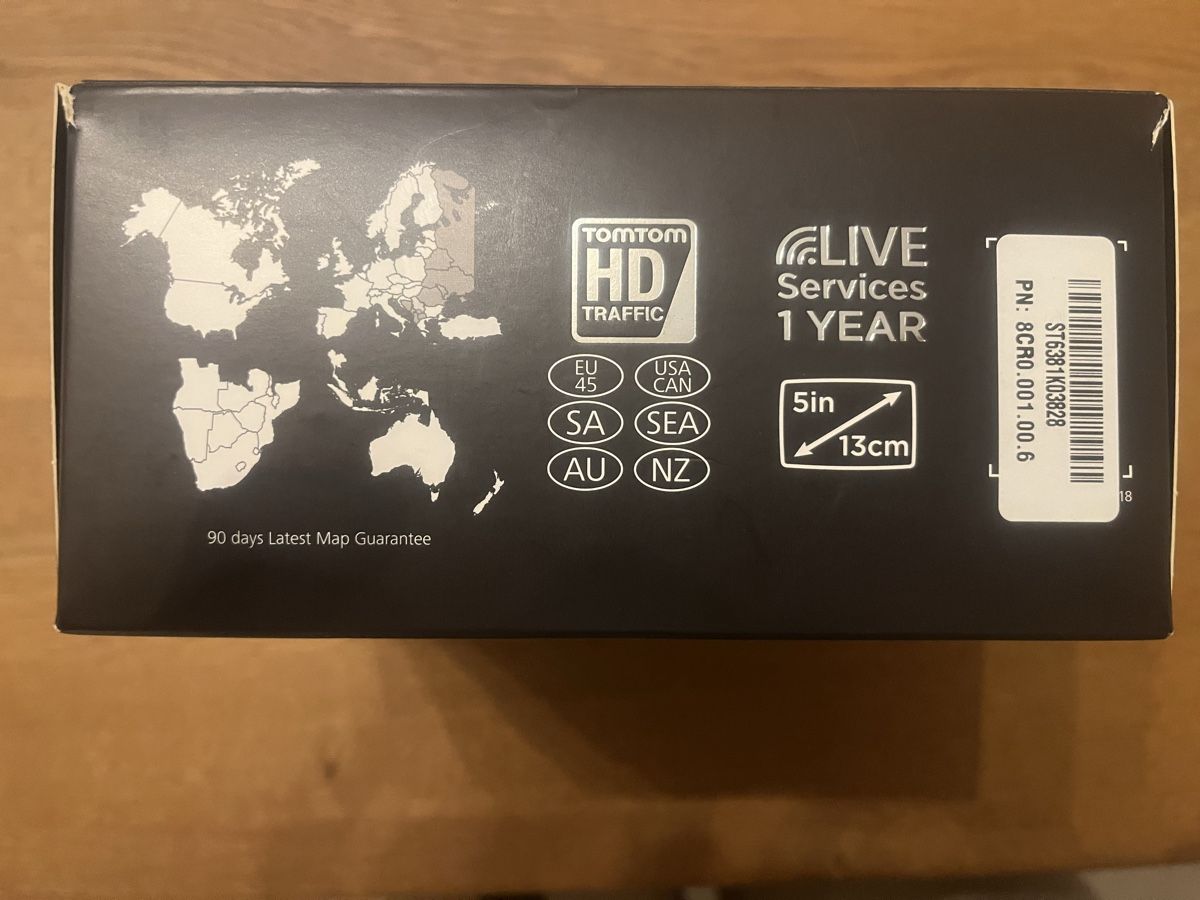 TOMTOM
HD
TRAFFIC
EU
45
USA
CAN
SA
SEA
AU
NZ
LIVE
Services
1 YEAR
5in
13cm
ST6381K03828
PN: 8CR0.001.00.6
18
90 days Latest Map Guarantee